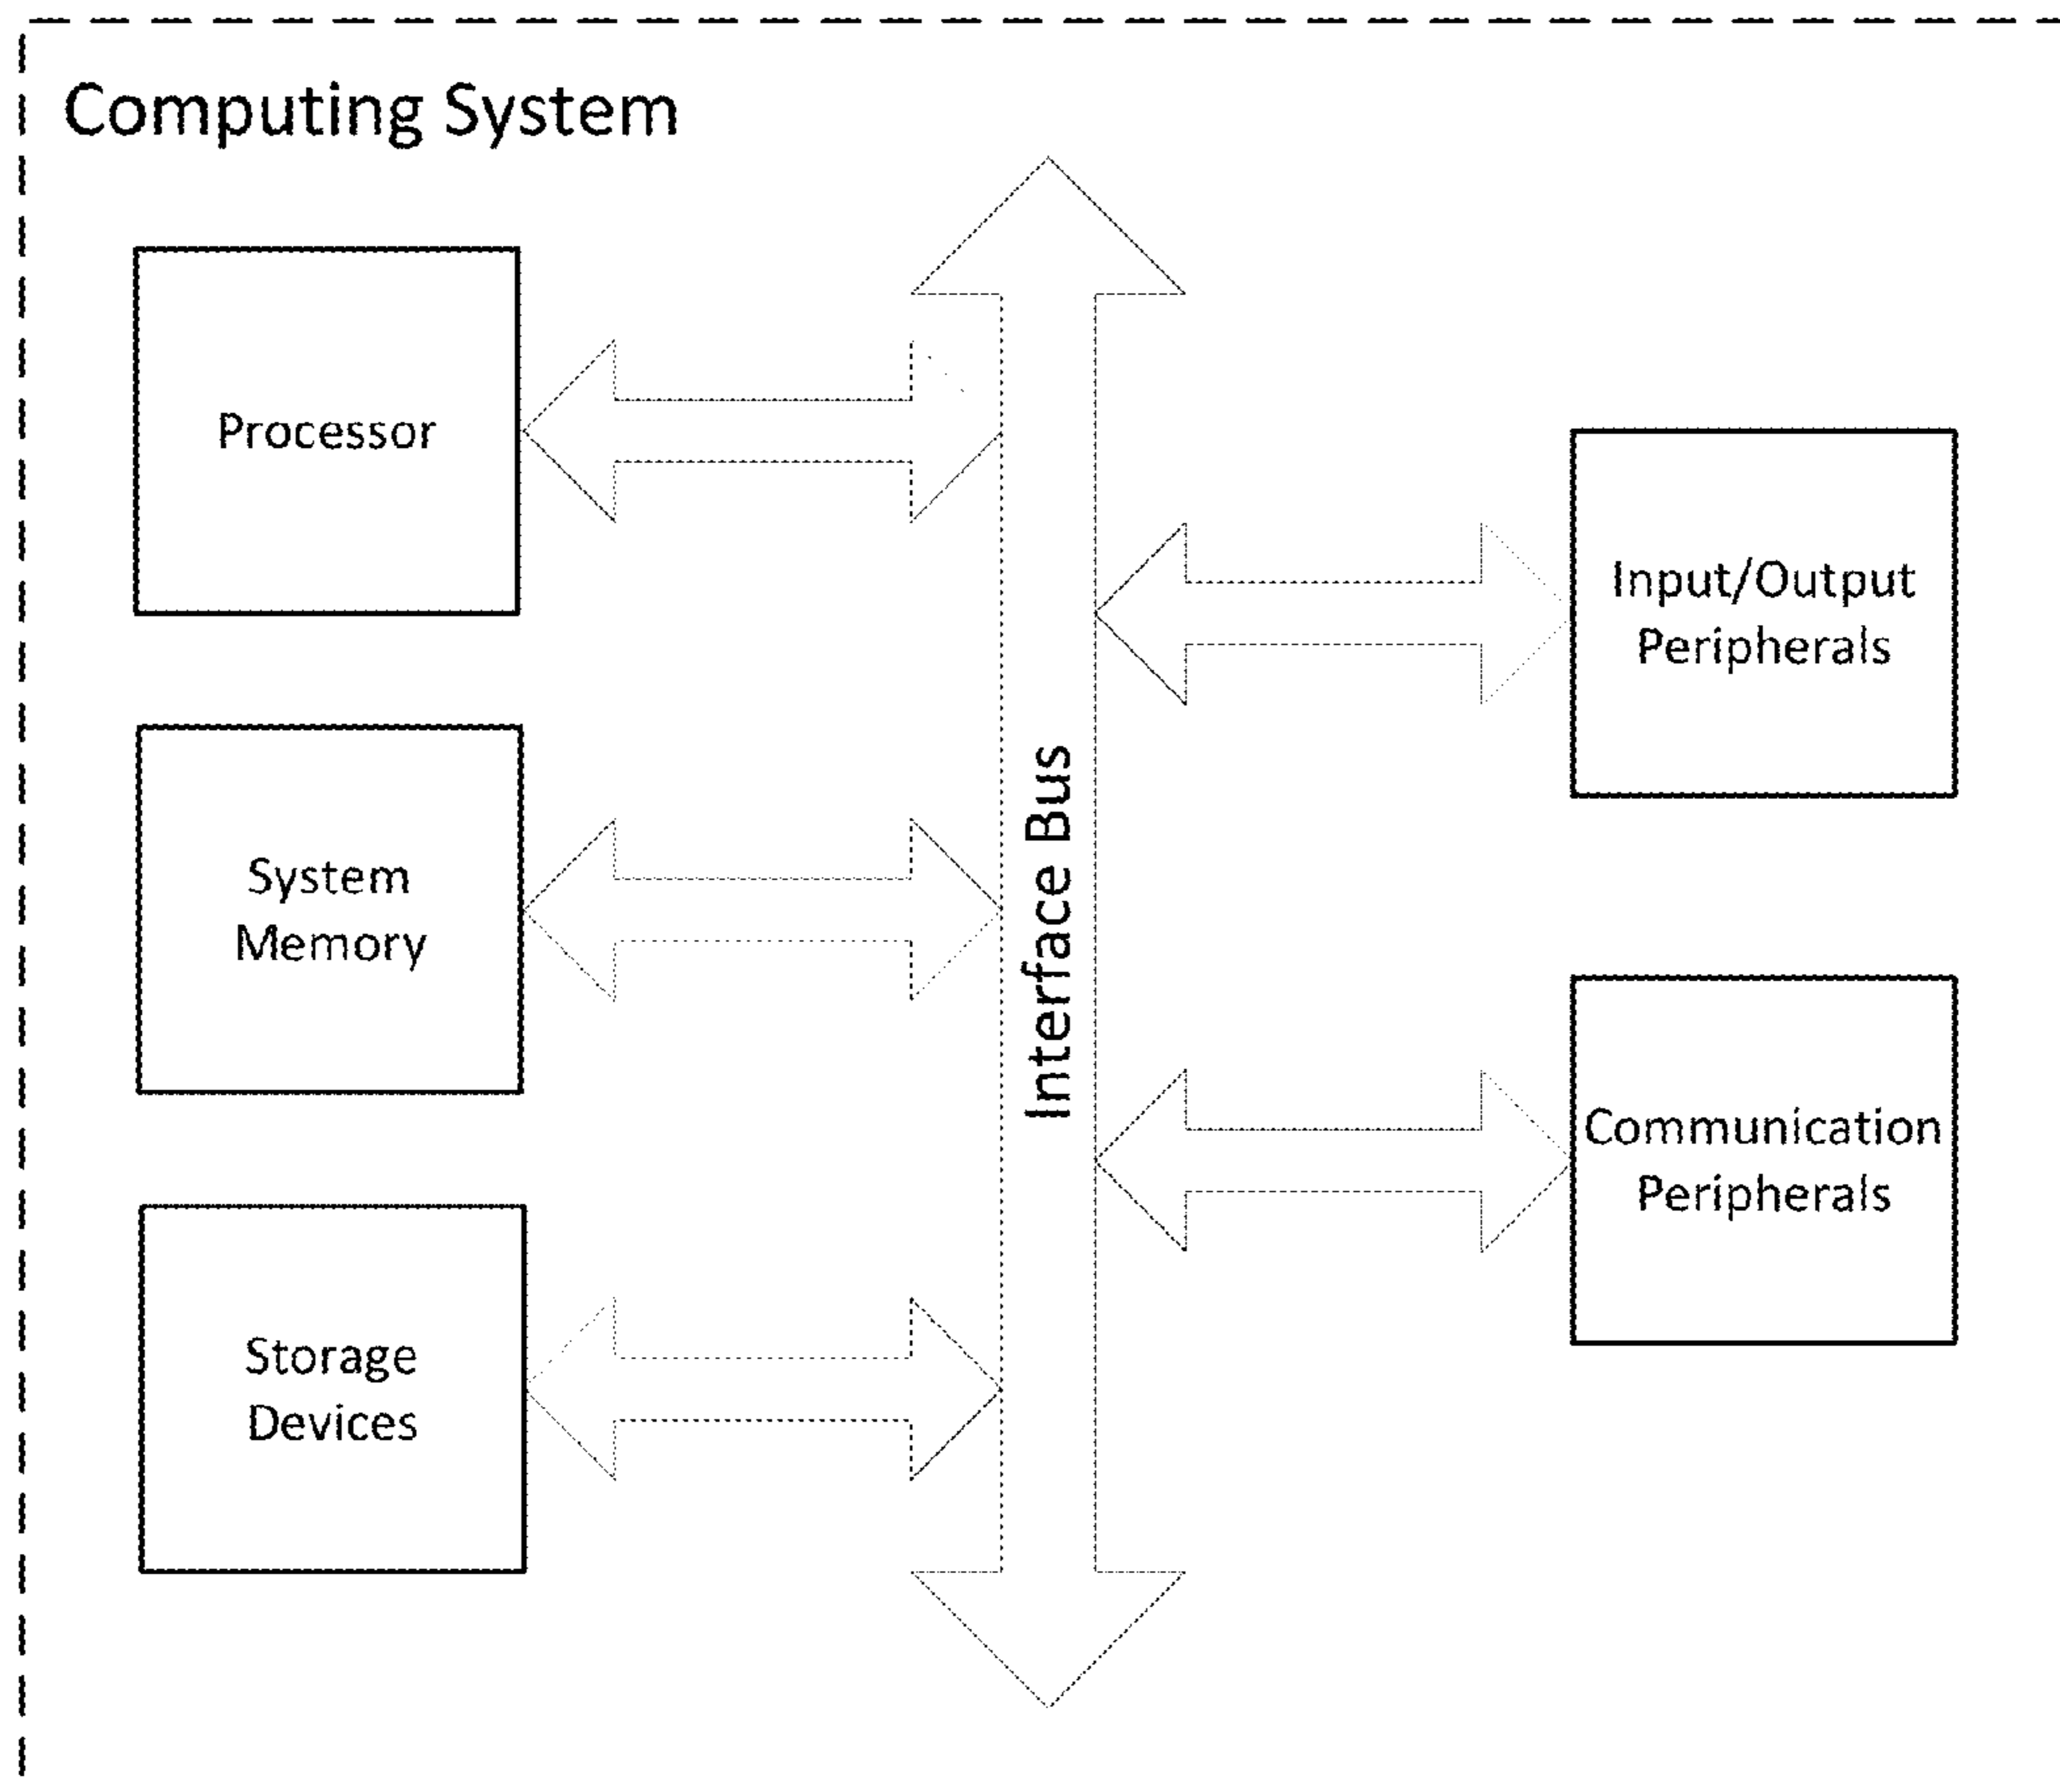 Computing System
Processor
Input/Output
Peripherals
System
Memory
Interface Bus
Communication
Peripherals
Storage
Devices